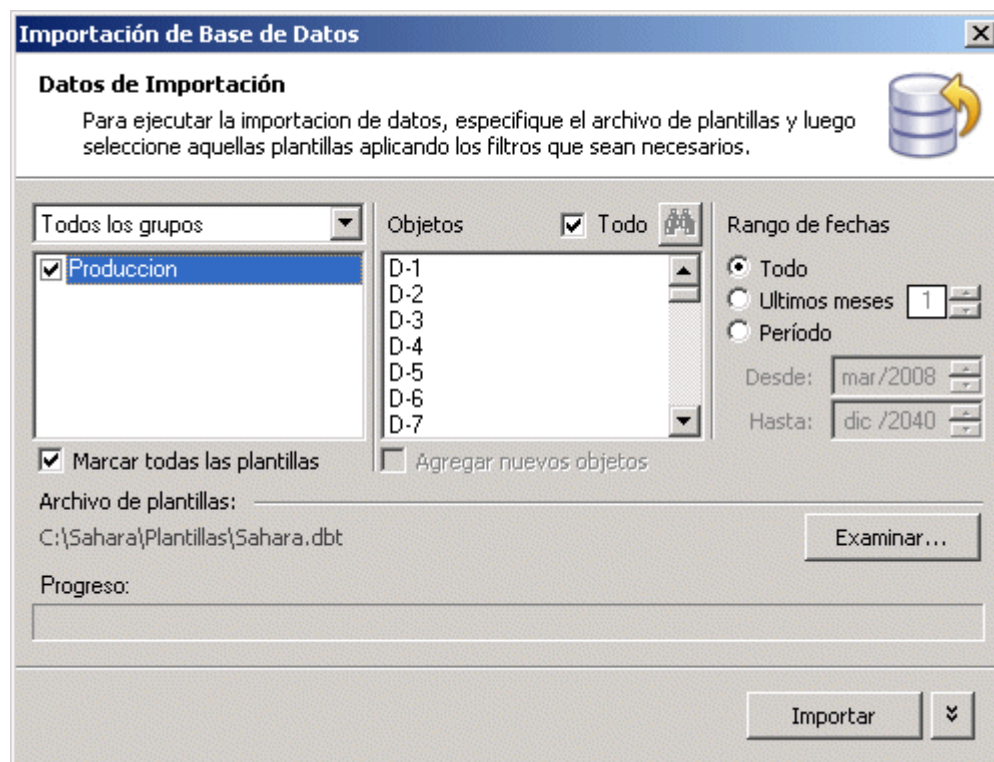 Importación de Base de Datos
Datos de Importación
Para ejecutar la importacion de datos, especifique el archivo de plantillas y luego
seleccione aquellas plantillas aplicando los filtros que sean necesarios.
Todos los grupos
Produccion
Marcar todas las plantillas
Objetos
Todo
D-1
D-2
D-3
D-4
D-5
D-6
D-7
Agregar nuevos objetos
Rango de fechas
Todo
Ultimos meses 1
Período
Desde: mar/2008
Hasta: dic /2040
Archivo de plantillas:
C:\Sahara\Plantillas\Sahara.dbt
Examinar...
Progreso:
Importar